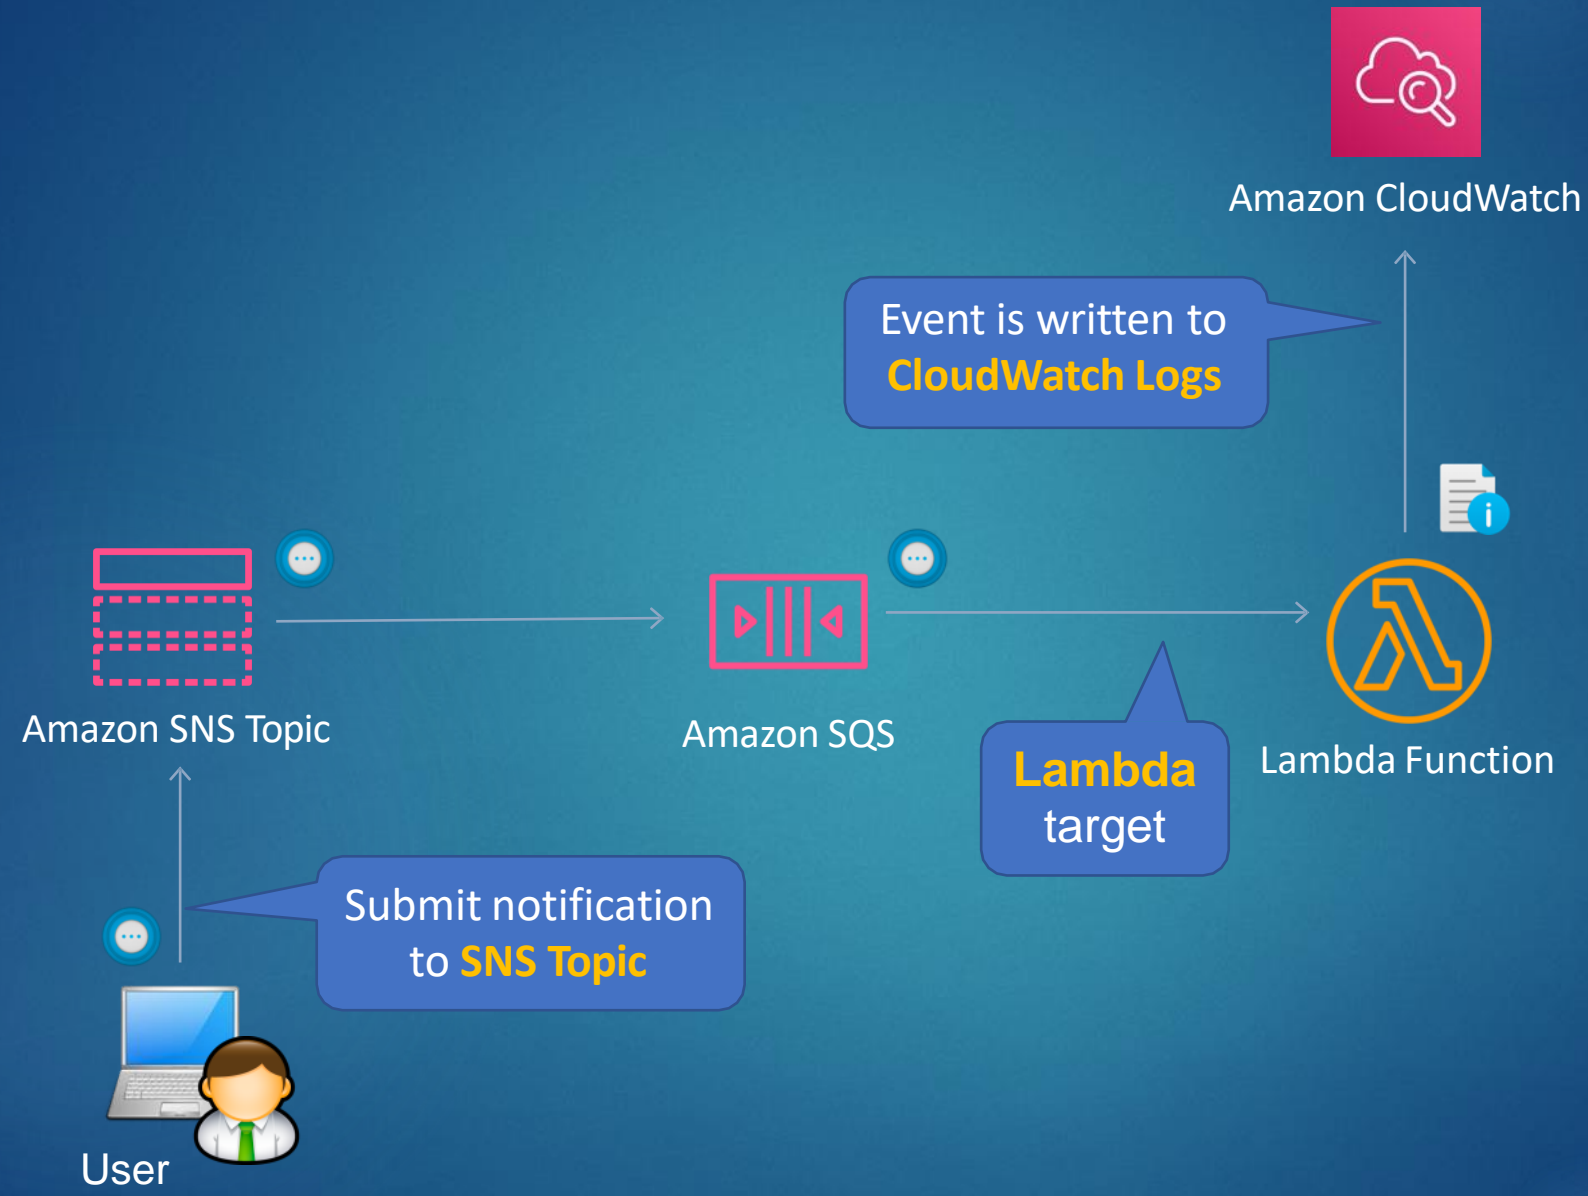 Amazon CloudWatch
Event is written to
CloudWatch Logs
Amazon SNS Topic
Amazon SQS
Lambda
target
Lambda Function
Submit notification
to SNS Topic
User